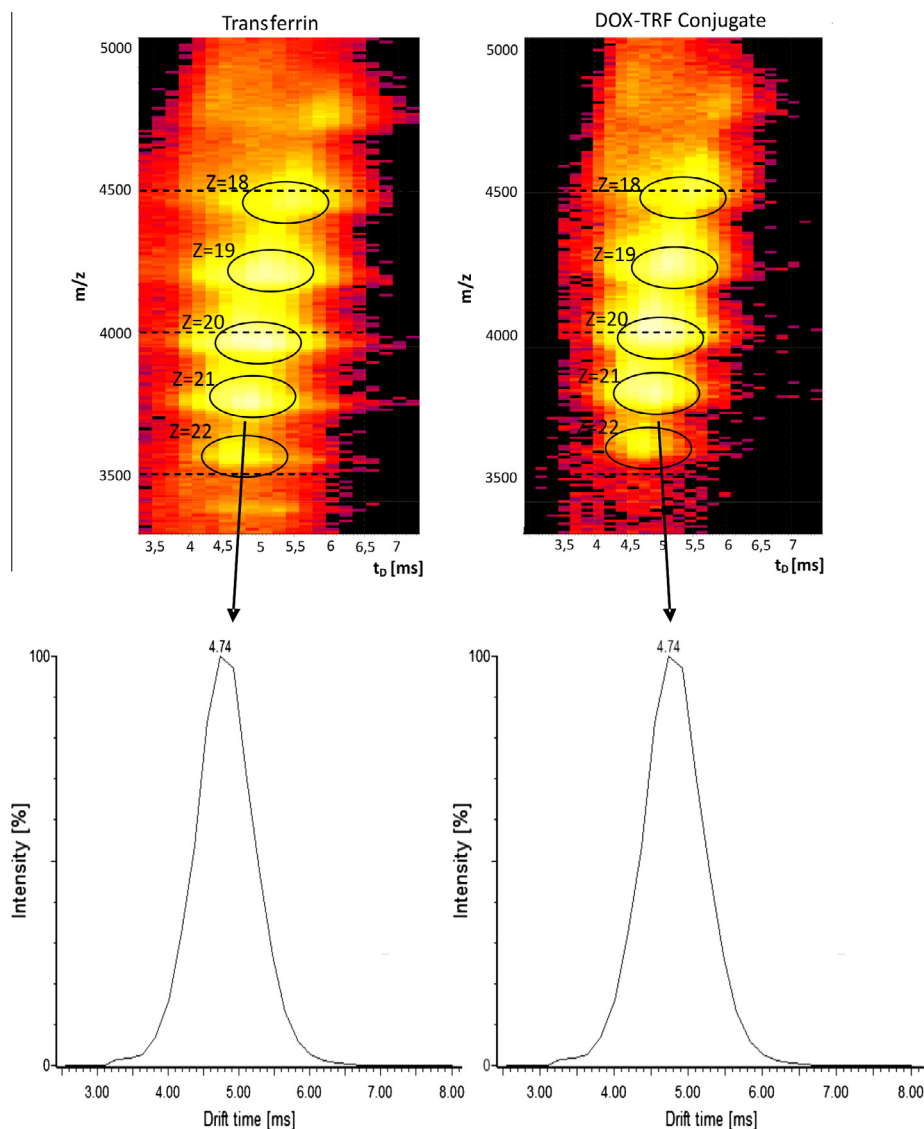 Transferrin
5000
4500
4000
3500
m/z
Z=18
Z=19
Z=20
Z=21
Z=22
3,5 4 4,5 5 5,5 6 6,5 7
t_D [ms]
DOX-TRF Conjugate
5000
4500
4000
3500
m/z
Z=18
Z=19
Z=20
Z=21
Z=22
3,5 4 4,5 5 5,5 6 6,5 7
t_D [ms]
4.74
100
0
Intensity [%]
3.00 4.00 5.00 6.00 7.00 8.00
Drift time [ms]
4.74
100
0
Intensity [%]
3.00 4.00 5.00 6.00 7.00 8.00
Drift time [ms]